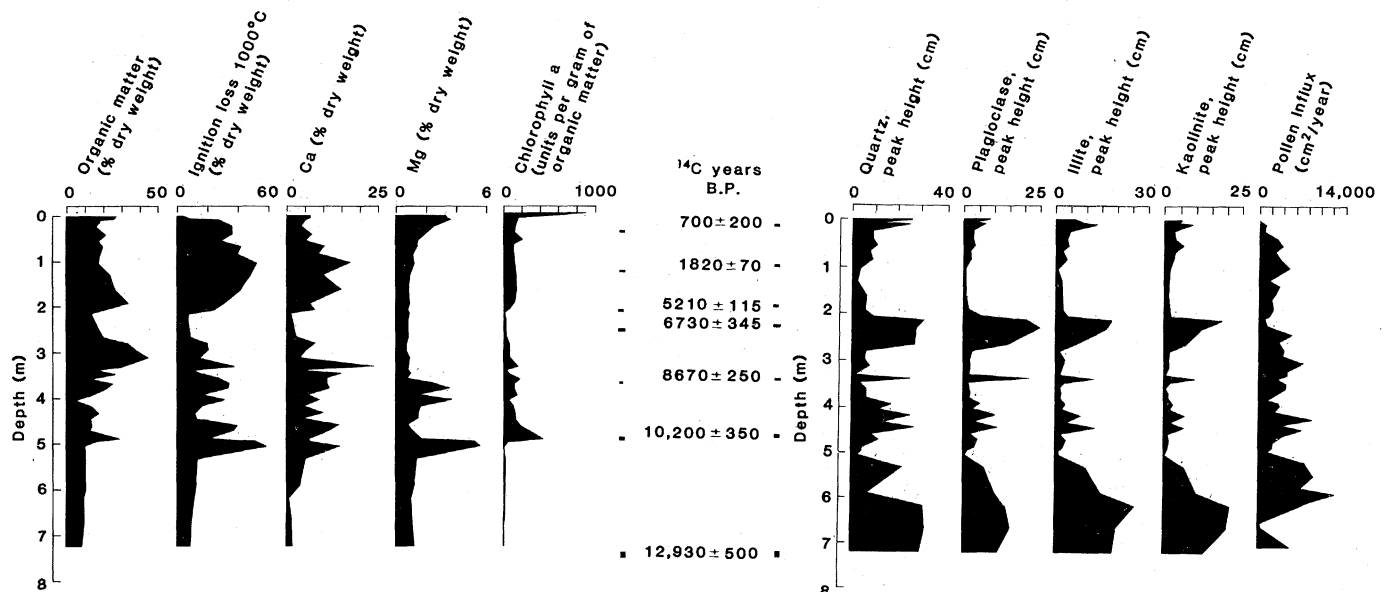 Organic matter
(% dry weight)
Ignition loss 1000°C
(% dry weight)
Ca (% dry weight)
Mg (% dry weight)
Chlorophyll a
(units per gram of
organic matter)
14C years
B.P.
Quartz,
peak height (cm)
Plagioclase,
peak height (cm)
Illite,
peak height (cm)
Kaolinite,
peak height (cm)
Pollen Influx
(cm²/year)
0 50 0 60 0 25 0 6 0 1000
0 40 0 25 0 30 0 25 0 14,000
Depth (m)
0
1
2
3
4
5
6
7
8
700±200
1820±70
5210±115
6730±345
8670±250
10,200±350
12,930±500
Depth (m)
0
1
2
3
4
5
6
7
8